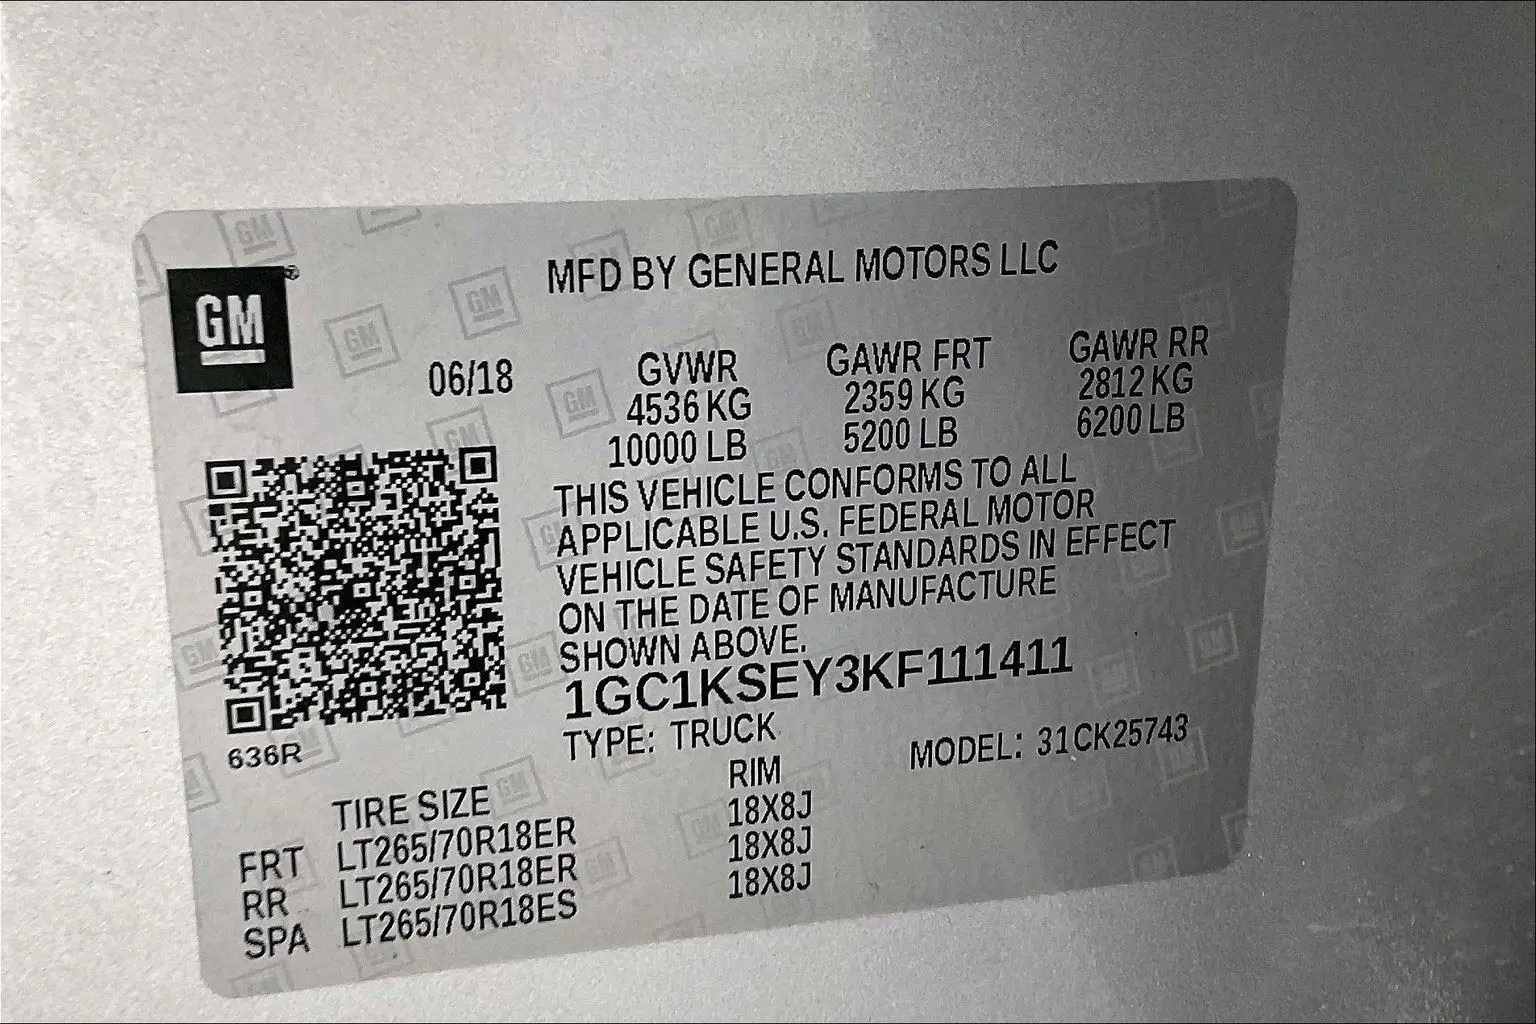 GM®
MFD BY GENERAL MOTORS LLC
06/18 GVWR GAWR FRT GAWR RR
4536 KG 2359 KG 2812 KG
10000 LB 5200 LB 6200 LB
THIS VEHICLE CONFORMS TO ALL
APPLICABLE U.S. FEDERAL MOTOR
VEHICLE SAFETY STANDARDS IN EFFECT
ON THE DATE OF MANUFACTURE
SHOWN ABOVE.
1GC1KSEY3KF111411
636R
TYPE: TRUCK MODEL: 31CK25743
TIRE SIZE RIM
FRT LT265/70R18ER 18X8J
RR LT265/70R18ER 18X8J
SPA LT265/70R18ES 18X8J